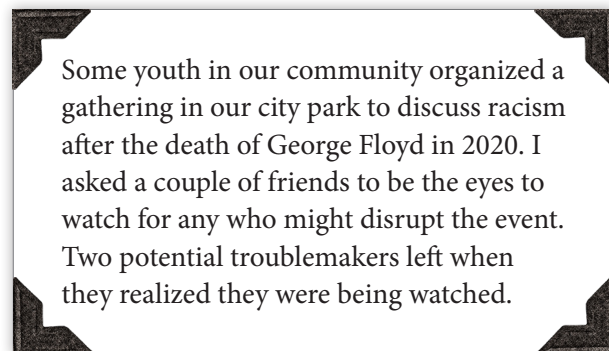 Some youth in our community organized a
gathering in our city park to discuss racism
after the death of George Floyd in 2020. I
asked a couple of friends to be the eyes to
watch for any who might disrupt the event.
Two potential troublemakers left when
they realized they were being watched.